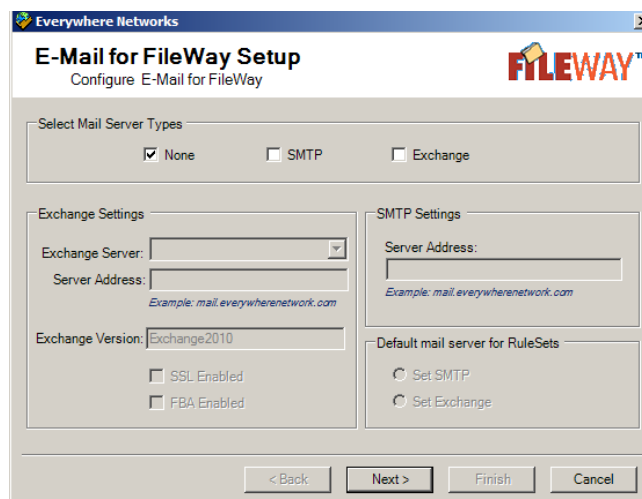 Everywhere Networks
E-Mail for FileWay Setup
Configure E-Mail for FileWay
FILEWAY™
Select Mail Server Types
None
SMTP
Exchange
Exchange Settings
Exchange Server:
Server Address:
Example: mail.everywherenetwork.com
Exchange Version: Exchange2010
SSL Enabled
FBA Enabled
SMTP Settings
Server Address:
Example: mail.everywherenetwork.com
Default mail server for RuleSets
Set SMTP
Set Exchange
< Back
Next >
Finish
Cancel